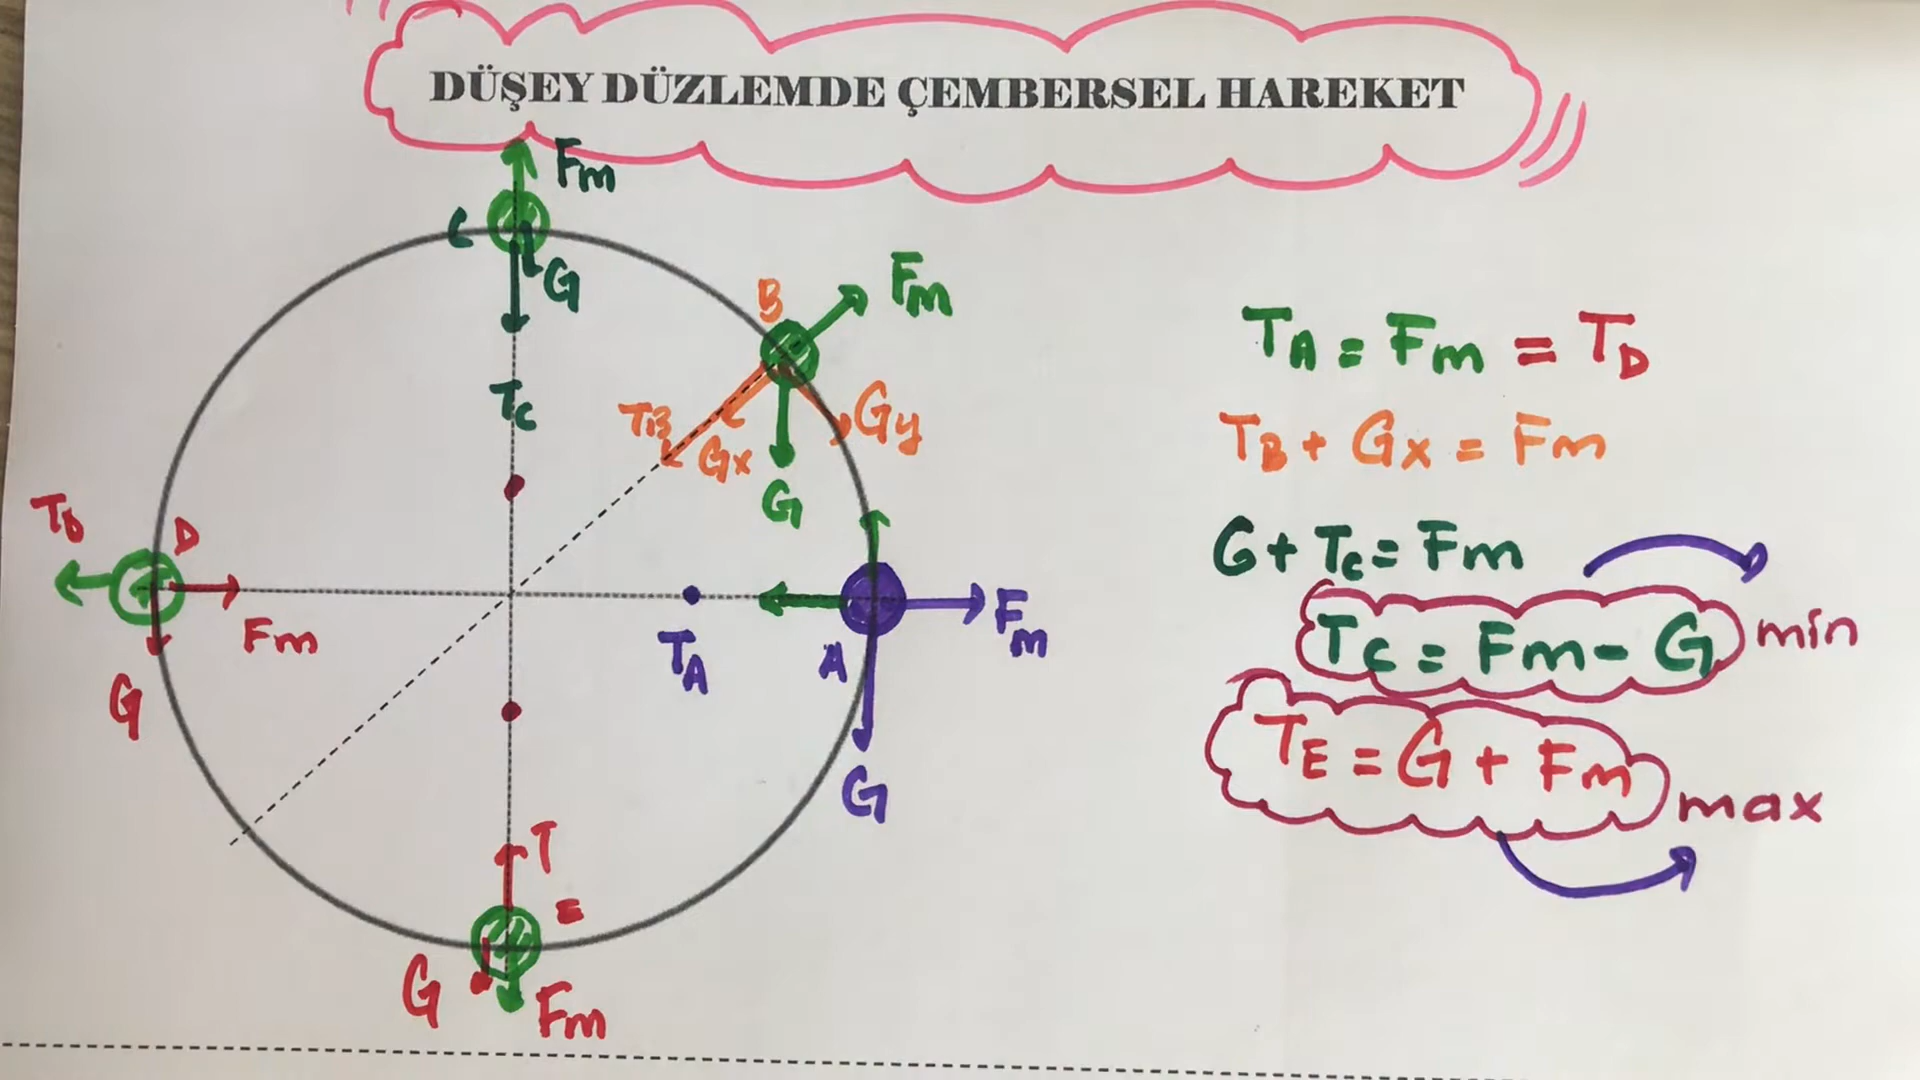 DÜŞEY DÜZLEMDE ÇEMBERSEL HAREKET
Fm
C
G
Tc
B
Fm
TB
Gx
Gy
G
TD
D
Fm
G
TA
A
Fm
G
T
E
G
Fm
TA = Fm = TD
TB + Gx = Fm
G + Tc = Fm
Tc = Fm - G min
TE = G + Fm max